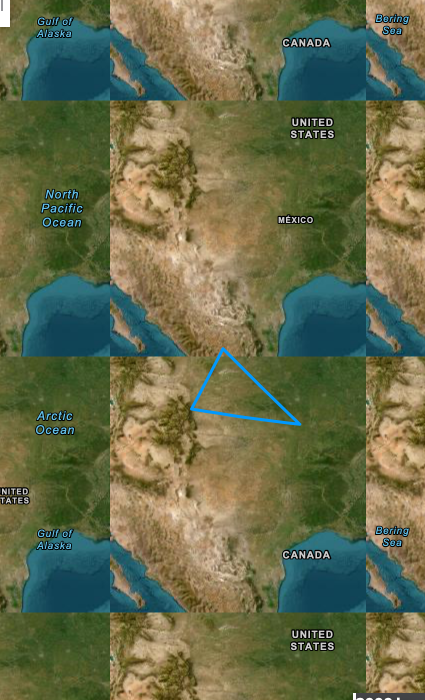 Gulf of
Alaska
Bering
Sea
CANADA
UNITED
STATES
North
Pacific
Ocean
MÉXICO
Arctic
Ocean
NITED
TATES
Gulf of
Alaska
Bering
Sea
CANADA
UNITED
STATES